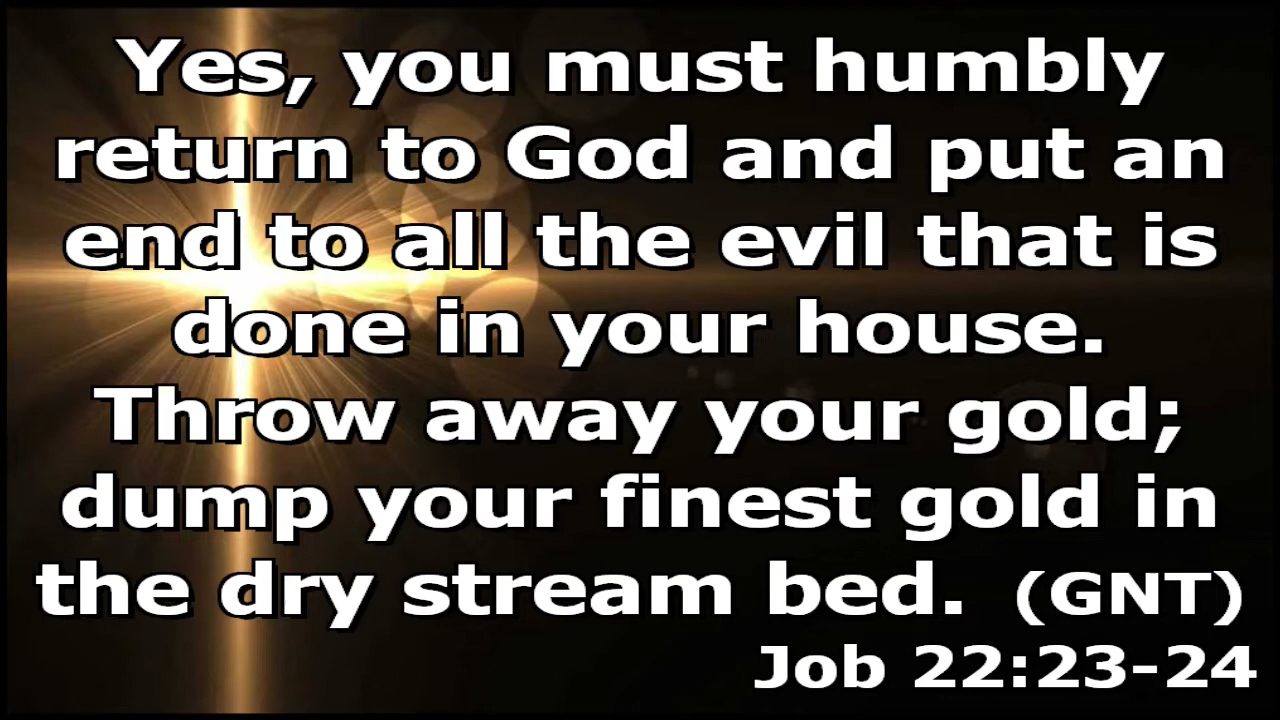 Yes, you must humbly
return to God and put an
end to all the evil that is
done in your house.
Throw away your gold;
dump your finest gold in
the dry stream bed. (GNT)
Job 22:23-24